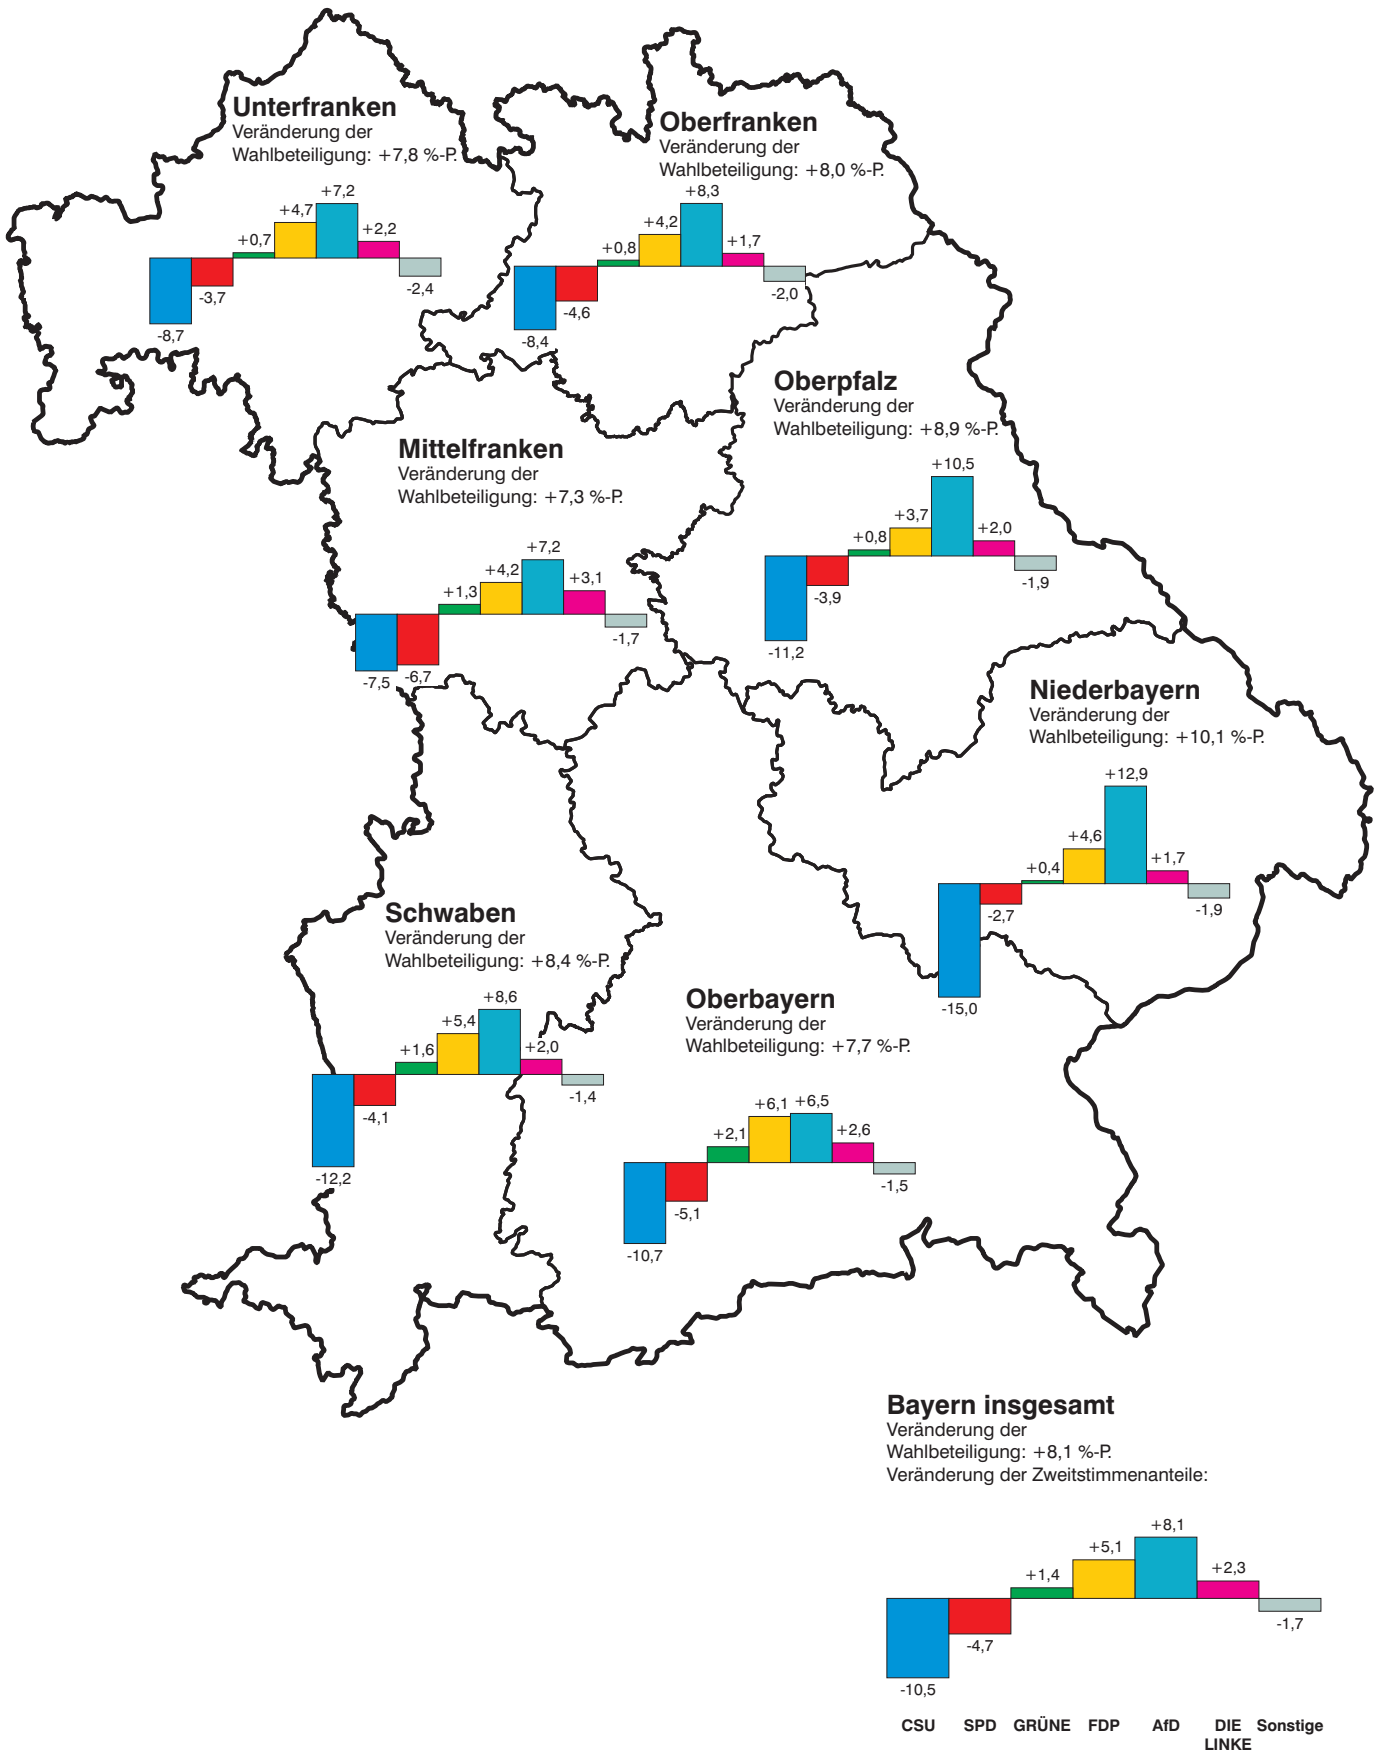 Unterfranken
Veränderung der
Wahlbeteiligung: +7,8 %-P.
+7,2
+4,7
+2,2
+0,7
-3,7
-2,4
-8,7
Oberfranken
Veränderung der
Wahlbeteiligung: +8,0 %-P.
+8,3
+4,2
+1,7
+0,8
-2,0
-4,6
-8,4
Oberpfalz
Veränderung der
Wahlbeteiligung: +8,9 %-P.
+10,5
+3,7
+2,0
+0,8
-1,9
-3,9
-11,2
Mittelfranken
Veränderung der
Wahlbeteiligung: +7,3 %-P.
+7,2
+4,2
+3,1
+1,3
-1,7
-7,5 -6,7
Niederbayern
Veränderung der
Wahlbeteiligung: +10,1 %-P.
+12,9
+4,6
+1,7
+0,4
-2,7
-1,9
-15,0
Schwaben
Veränderung der
Wahlbeteiligung: +8,4 %-P.
+8,6
+5,4
+1,6
+2,0
-1,4
-4,1
-12,2
Oberbayern
Veränderung der
Wahlbeteiligung: +7,7 %-P.
+6,1 +6,5
+2,1
+2,6
-1,5
-5,1
-10,7
Bayern insgesamt
Veränderung der
Wahlbeteiligung: +8,1 %-P.
Veränderung der Zweitstimmenanteile:
+8,1
+5,1
+1,4
+2,3
-1,7
-4,7
-10,5
CSU SPD GRÜNE FDP AfD DIE Sonstige
LINKE